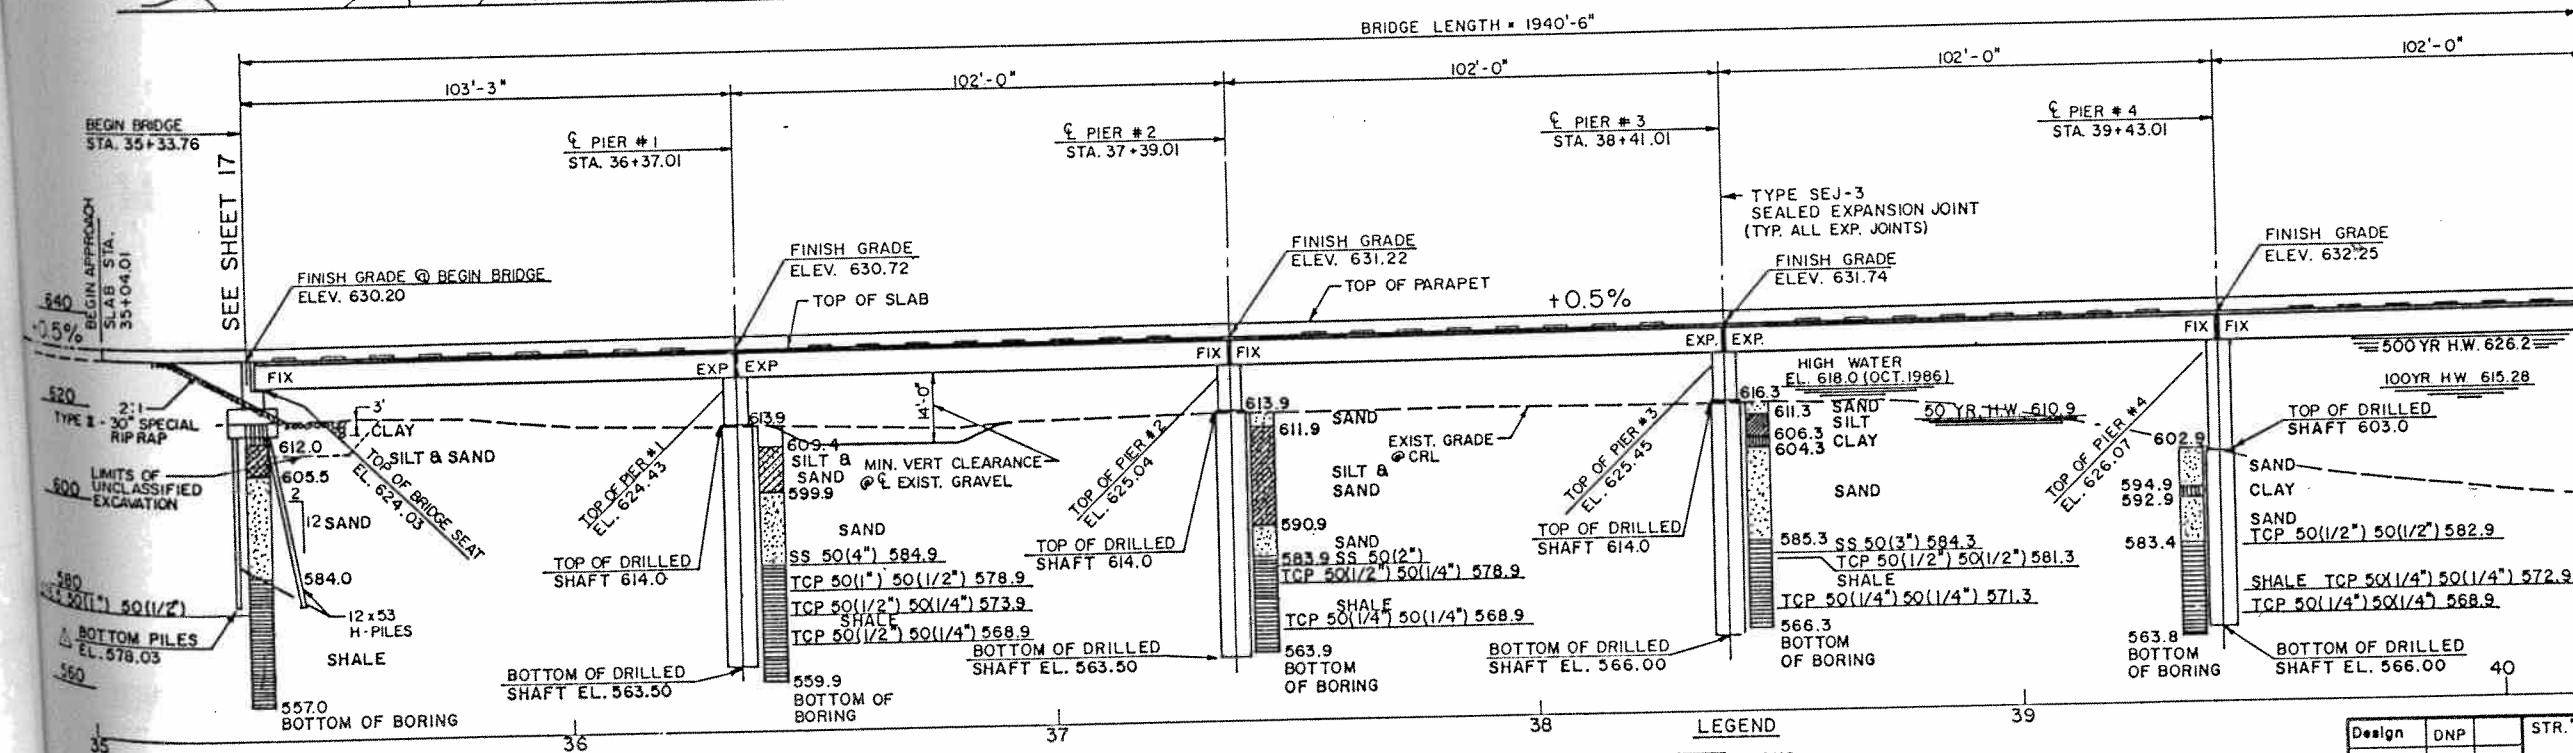 BRIDGE LENGTH = 1940'-6"
103'-3"
102'-0"
102'-0"
102'-0"
102'-0"
BEGIN BRIDGE
STA. 35+33.76
SEE SHEET 17
BEGIN APPROACH
SLAB STA.
35+04.01
℄ PIER #1
STA. 36+37.01
℄ PIER #2
STA. 37+39.01
℄ PIER #3
STA. 38+41.01
℄ PIER #4
STA. 39+43.01
TYPE SEJ-3
SEALED EXPANSION JOINT
(TYP. ALL EXP. JOINTS)
FINISH GRADE @ BEGIN BRIDGE
ELEV. 630.20
FINISH GRADE
ELEV. 630.72
TOP OF SLAB
FINISH GRADE
ELEV. 631.22
TOP OF PARAPET
+0.5%
FINISH GRADE
ELEV. 631.74
FINISH GRADE
ELEV. 632.25
640
+0.5%
620
600
580
560
FIX
EXP
EXP
FIX
FIX
EXP.
EXP.
FIX
FIX
2:1
TYPE II - 30" SPECIAL
RIP RAP
LIMITS OF
UNCLASSIFIED
EXCAVATION
3'
CLAY
612.0
SILT & SAND
605.5
2
12
SAND
584.0
50(1") 50(1/2")
12x53
H-PILES
BOTTOM PILES
EL. 578.03
SHALE
557.0
BOTTOM OF BORING
TOP OF BRIDGE SEAT
EL. 624.03
TOP OF PIER #1
EL. 624.43
TOP OF DRILLED
SHAFT 614.0
BOTTOM OF DRILLED
SHAFT EL. 563.50
613.9
609.4
SILT &
SAND
599.9
14'-0"
MIN. VERT CLEARANCE
@ ℄ EXIST. GRAVEL
SAND
SS 50(4") 584.9
TCP 50(1") 50(1/2") 578.9
TCP 50(1/2") 50(1/4") 573.9
SHALE
TCP 50(1/2") 50(1/4") 568.9
559.9
BOTTOM OF
BORING
TOP OF PIER #2
EL. 625.04
TOP OF DRILLED
SHAFT 614.0
BOTTOM OF DRILLED
SHAFT EL. 563.50
613.9
SAND
611.9
SILT &
SAND
590.9
SAND
583.9 SS 50(2")
TCP 50(1/2") 50(1/4") 578.9
SHALE
TCP 50(1/4") 50(1/4") 568.9
563.9
BOTTOM
OF BORING
EXIST. GRADE
@ CRL
TOP OF PIER #3
EL. 625.45
TOP OF DRILLED
SHAFT 614.0
BOTTOM OF DRILLED
SHAFT EL. 566.00
HIGH WATER
EL. 618.0 (OCT. 1986)
616.3
611.3
SAND
SILT
606.3
CLAY
604.3
SAND
585.3
SS 50(3") 584.3
TCP 50(1/2") 50(1/2") 581.3
SHALE
TCP 50(1/4") 50(1/4") 571.3
566.3
BOTTOM
OF BORING
50 YR. H.W. 610.9
500 YR H.W. 626.2
100 YR. H.W. 615.28
TOP OF PIER #4
EL. 626.07
TOP OF DRILLED
SHAFT 603.0
602.9
SAND
594.9
CLAY
592.9
SAND
TCP 50(1/2") 50(1/2") 582.9
583.4
SHALE TCP 50(1/4") 50(1/4") 572.9
TCP 50(1/4") 50(1/4") 568.9
563.8
BOTTOM
OF BORING
BOTTOM OF DRILLED
SHAFT EL. 566.00
35
36
37
38
39
40
LEGEND
Design DNP
STR.